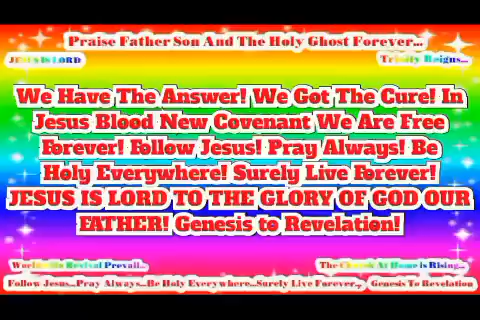 Praise Father Son And The Holy Ghost Forever...
JESUS IS LORD
Trinity Reigns...
We Have The Answer! We Got The Cure! In
Jesus Blood New Covenant We Are Free
Forever! Follow Jesus! Pray Always! Be
Holy Everywhere! Surely Live Forever!
JESUS IS LORD TO THE GLORY OF GOD OUR
FATHER! Genesis to Revelation!
Revival Prevail...
The Church At Home is Rising...
Follow Jesus...Pray Always...Be Holy Everywhere...Surely Live Forever...
Genesis To Revelation